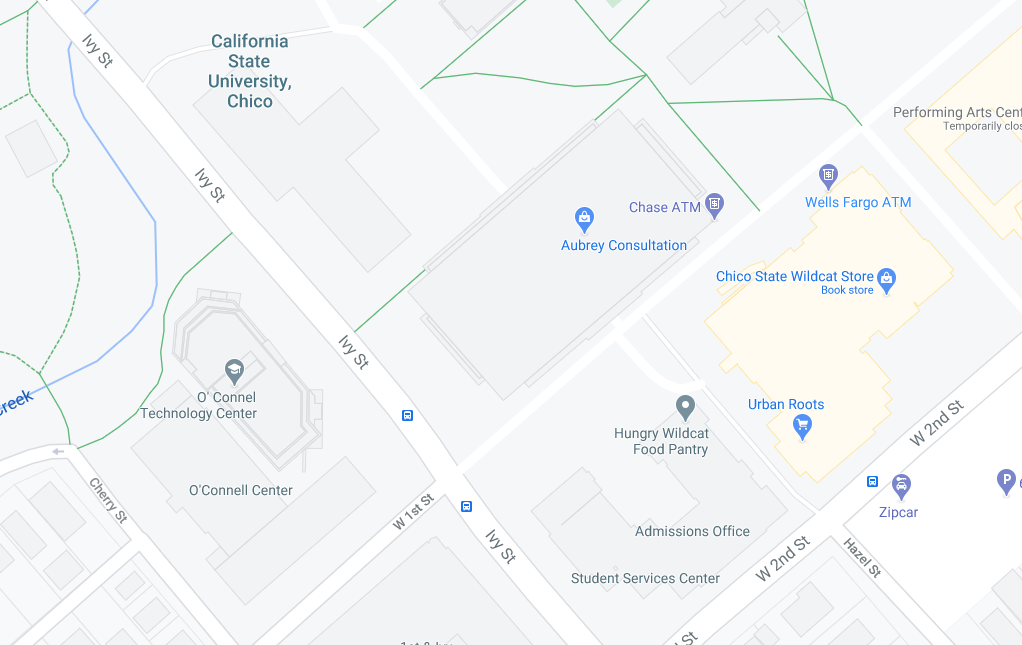 Ivy St
California
State
University,
Chico
Performing Arts Cent
Temporarily clos
Ivy St
Wells Fargo ATM
Chase ATM
Aubrey Consultation
Chico State Wildcat Store
Book store
Ivy St
O' Connel
Technology Center
Creek
Urban Roots
W 2nd St
Hungry Wildcat
Food Pantry
O'Connell Center
Cherry St
W 1st St
P
Zipcar
Admissions Office
Ivy St
W 2nd St
Hazel St
Student Services Center
St